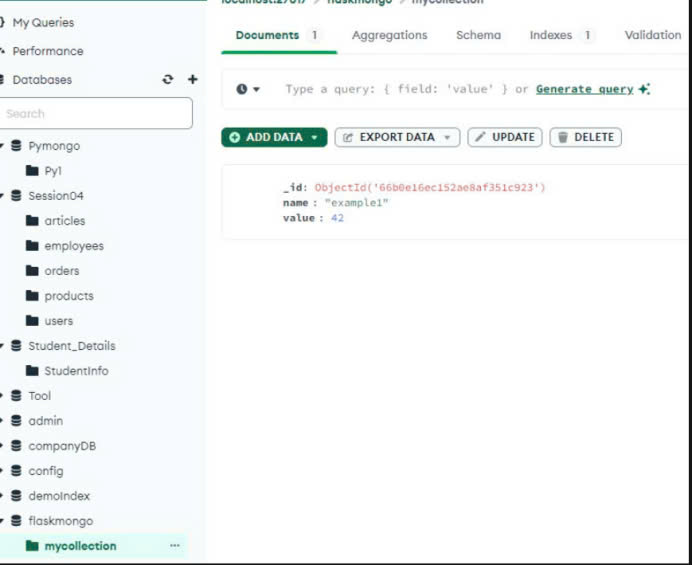 localhost:27017 > flaskmongo > mycollection
My Queries
Performance
Databases
Search
Pymongo
Py1
Session04
articles
employees
orders
products
users
Student_Details
StudentInfo
Tool
admin
companyDB
config
demoIndex
flaskmongo
mycollection
Documents 1 Aggregations Schema Indexes 1 Validation
Type a query: { field: 'value' } or Generate query
ADD DATA EXPORT DATA UPDATE DELETE
_id: ObjectId('66b0e16ec152ae8af351c923')
name : "example1"
value : 42